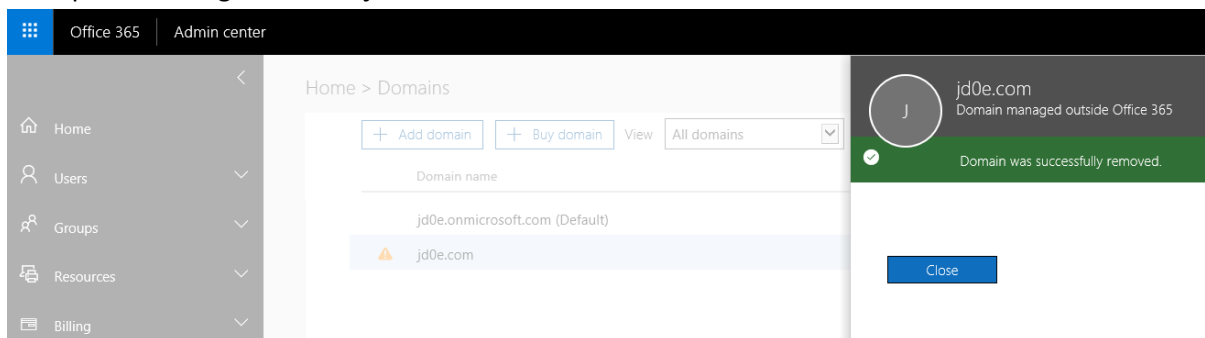 Office 365 Admin center
Home > Domains
jd0e.com
Domain managed outside Office 365
J
Home
+ Add domain + Buy domain View All domains
Domain was successfully removed.
Users
Domain name
Groups
jd0e.onmicrosoft.com (Default)
jd0e.com
Resources
Close
Billing